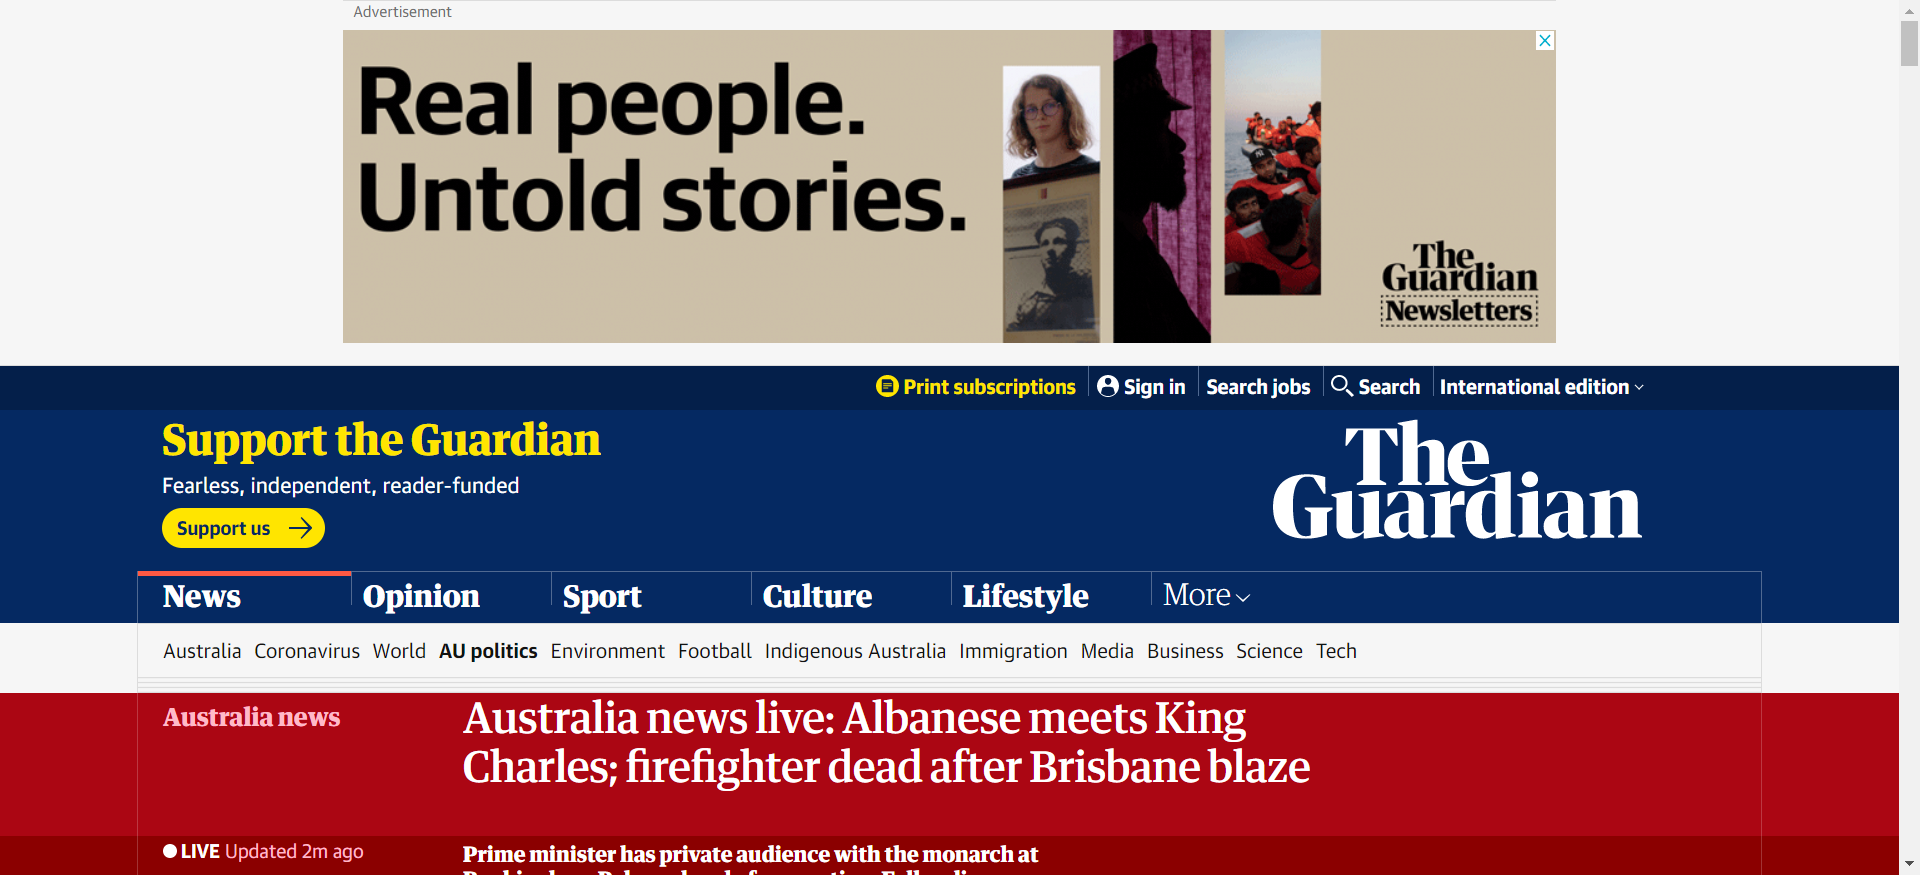 Advertisement
Real people.
Untold stories.
The
Guardian
Newsletters
Print subscriptions
Sign in
Search jobs
Search
International edition
Support the Guardian
Fearless, independent, reader-funded
Support us
The
Guardian
News
Opinion
Sport
Culture
Lifestyle
More
Australia
Coronavirus
World
AU politics
Environment
Football
Indigenous Australia
Immigration
Media
Business
Science
Tech
Australia news
Australia news live: Albanese meets King
Charles; firefighter dead after Brisbane blaze
LIVE Updated 2m ago
Prime minister has private audience with the monarch at